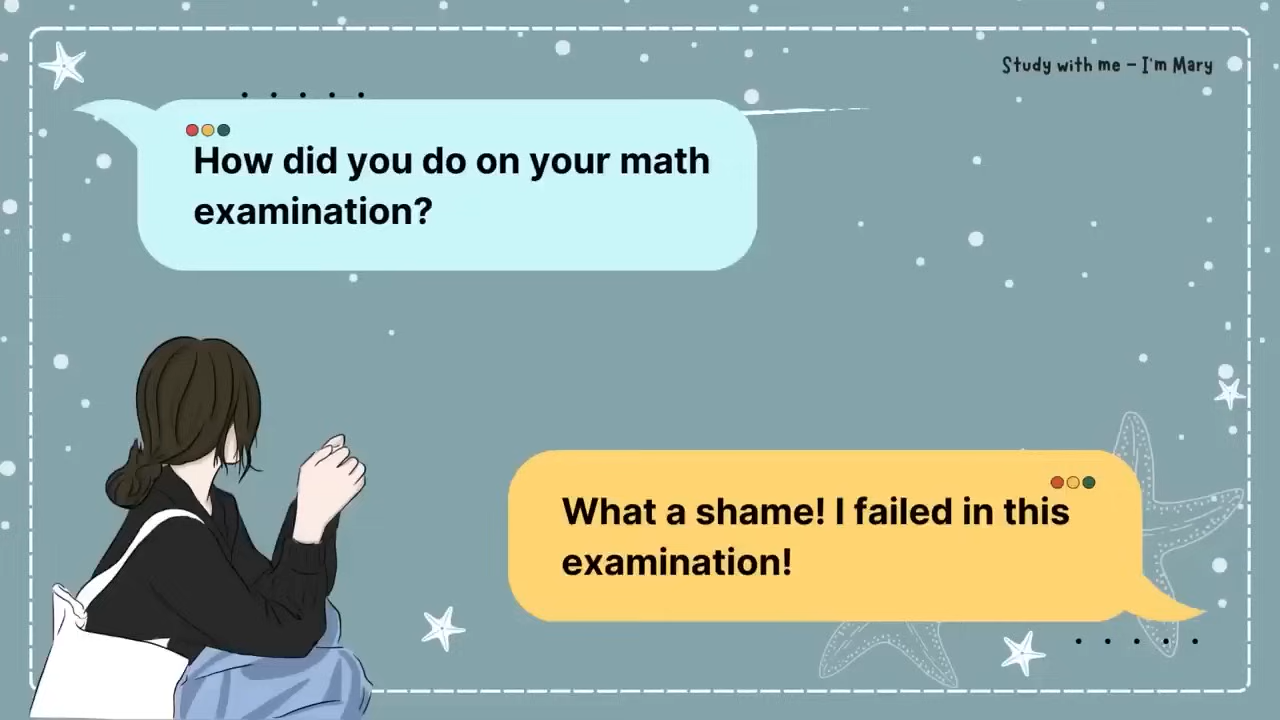 Study with me - I'm Mary
How did you do on your math
examination?
What a shame! I failed in this
examination!